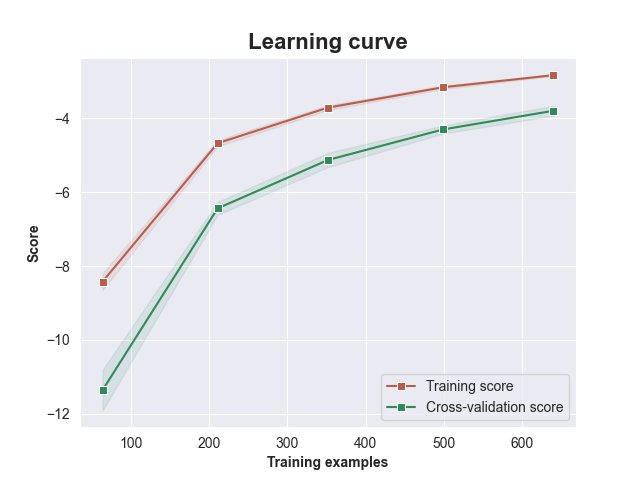 Learning curve
Score
−4
−6
−8
−10
−12
100
200
300
400
500
600
Training examples
Training score
Cross-validation score